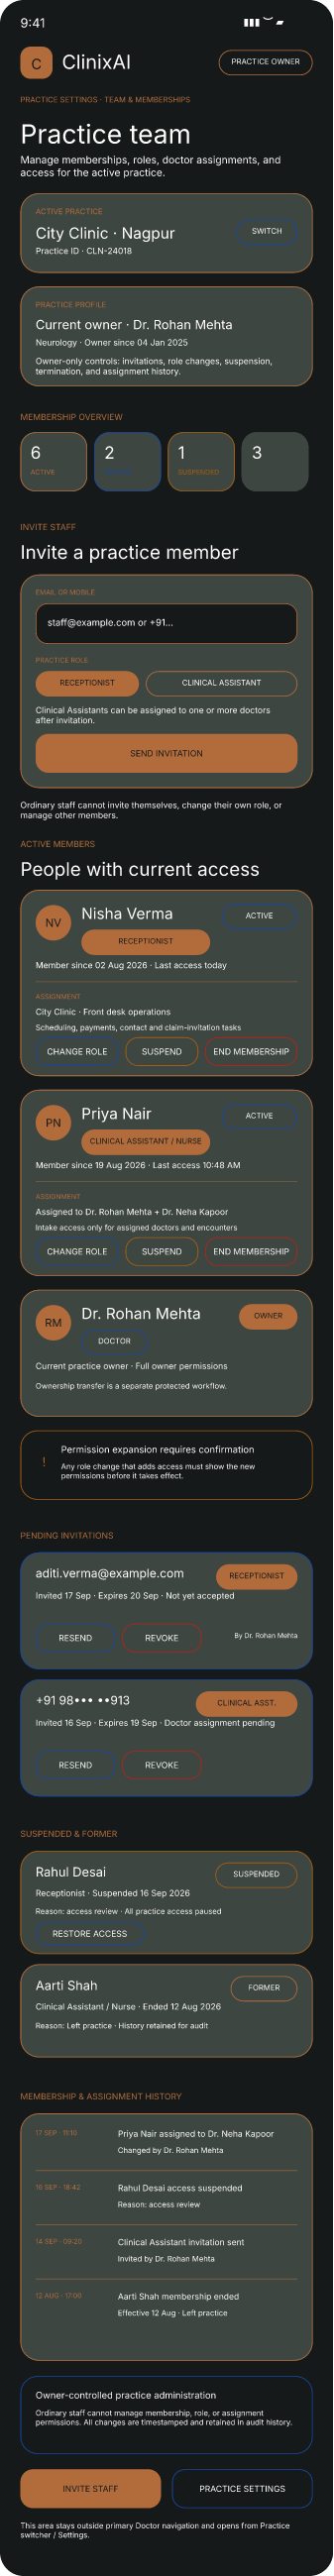 9:41
C
ClinixAI
PRACTICE OWNER
PRACTICE SETTINGS · TEAM & MEMBERSHIPS
Practice team
Manage memberships, roles, doctor assignments, and
access for the active practice.
ACTIVE PRACTICE
City Clinic · Nagpur
SWITCH
Practice ID · CLN-24018
PRACTICE PROFILE
Current owner · Dr. Rohan Mehta
Neurology · Owner since 04 Jan 2025
Owner-only controls: invitations, role changes, suspension,
termination, and assignment history.
MEMBERSHIP OVERVIEW
6
ACTIVE
2
1
SUSPENDED
3
INVITE STAFF
Invite a practice member
EMAIL OR MOBILE
staff@example.com or +91...
PRACTICE ROLE
RECEPTIONIST
CLINICAL ASSISTANT
Clinical Assistants can be assigned to one or more doctors
after invitation.
SEND INVITATION
Ordinary staff cannot invite themselves, change their own role, or
manage other members.
ACTIVE MEMBERS
People with current access
NV
Nisha Verma
ACTIVE
RECEPTIONIST
Member since 02 Aug 2026 · Last access today
ASSIGNMENT
City Clinic · Front desk operations
Scheduling, payments, contact and claim-invitation tasks
CHANGE ROLE
SUSPEND
END MEMBERSHIP
PN
Priya Nair
ACTIVE
CLINICAL ASSISTANT / NURSE
Member since 19 Aug 2026 · Last access 10:48 AM
ASSIGNMENT
Assigned to Dr. Rohan Mehta + Dr. Neha Kapoor
Intake access only for assigned doctors and encounters
CHANGE ROLE
SUSPEND
END MEMBERSHIP
RM
Dr. Rohan Mehta
OWNER
DOCTOR
Current practice owner · Full owner permissions
Ownership transfer is a separate protected workflow.
!
Permission expansion requires confirmation
Any role change that adds access must show the new
permissions before it takes effect.
PENDING INVITATIONS
aditi.verma@example.com
RECEPTIONIST
Invited 17 Sep · Expires 20 Sep · Not yet accepted
RESEND
REVOKE
By Dr. Rohan Mehta
+91 98••• ••913
CLINICAL ASST.
Invited 16 Sep · Expires 19 Sep · Doctor assignment pending
RESEND
REVOKE
SUSPENDED & FORMER
Rahul Desai
SUSPENDED
Receptionist · Suspended 16 Sep 2026
Reason: access review · All practice access paused
RESTORE ACCESS
Aarti Shah
FORMER
Clinical Assistant / Nurse · Ended 12 Aug 2026
Reason: Left practice · History retained for audit
MEMBERSHIP & ASSIGNMENT HISTORY
17 SEP · 11:10
Priya Nair assigned to Dr. Neha Kapoor
Changed by Dr. Rohan Mehta
16 SEP · 18:42
Rahul Desai access suspended
Reason: access review
14 SEP · 09:20
Clinical Assistant invitation sent
Invited by Dr. Rohan Mehta
12 AUG · 17:00
Aarti Shah membership ended
Effective 12 Aug · Left practice
Owner-controlled practice administration
Ordinary staff cannot manage membership, role, or assignment
permissions. All changes are timestamped and retained in audit history.
INVITE STAFF
PRACTICE SETTINGS
This area stays outside primary Doctor navigation and opens from Practice
switcher / Settings.